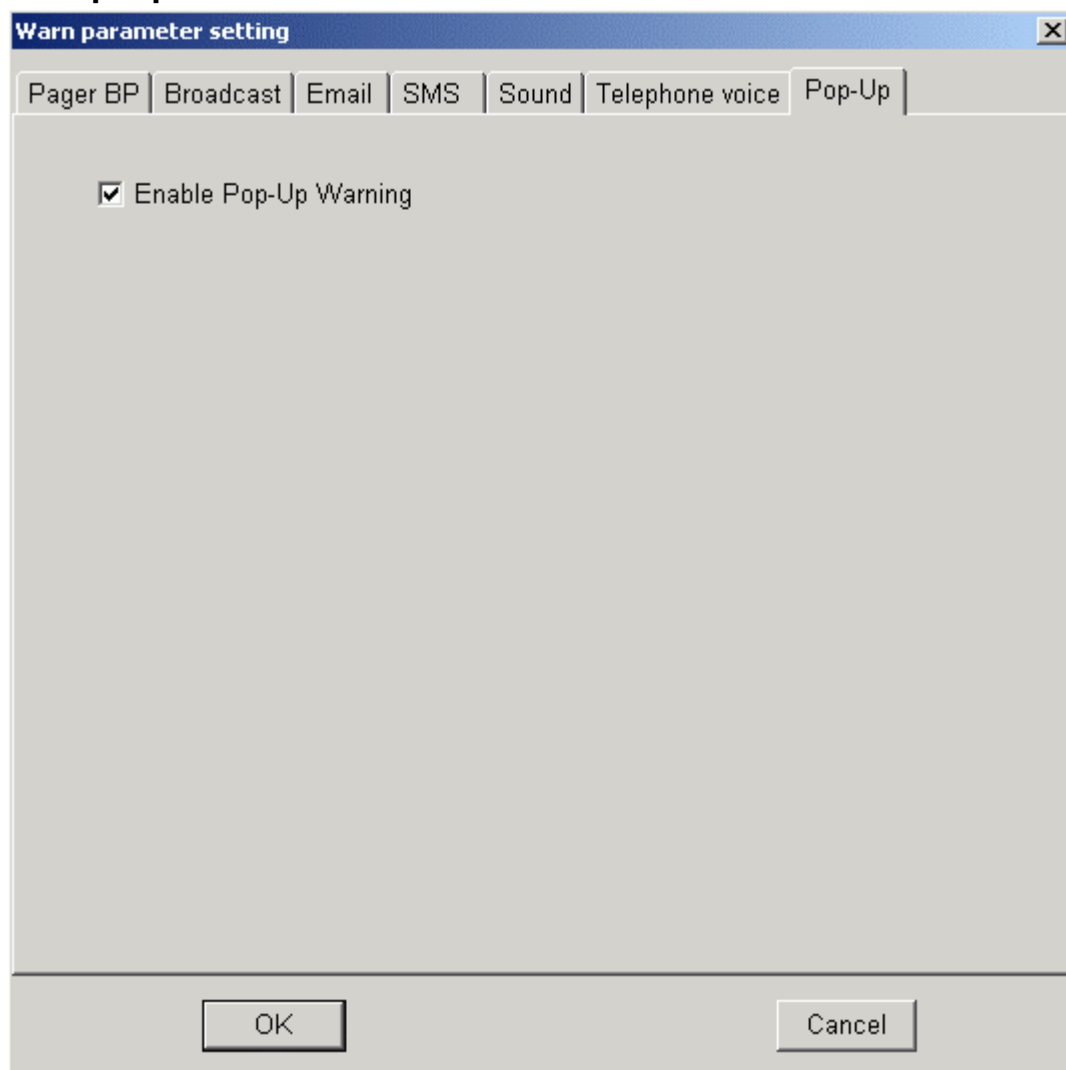 Warn parameter setting
Pager BP Broadcast Email SMS Sound Telephone voice Pop-Up
Enable Pop-Up Warning
OK Cancel